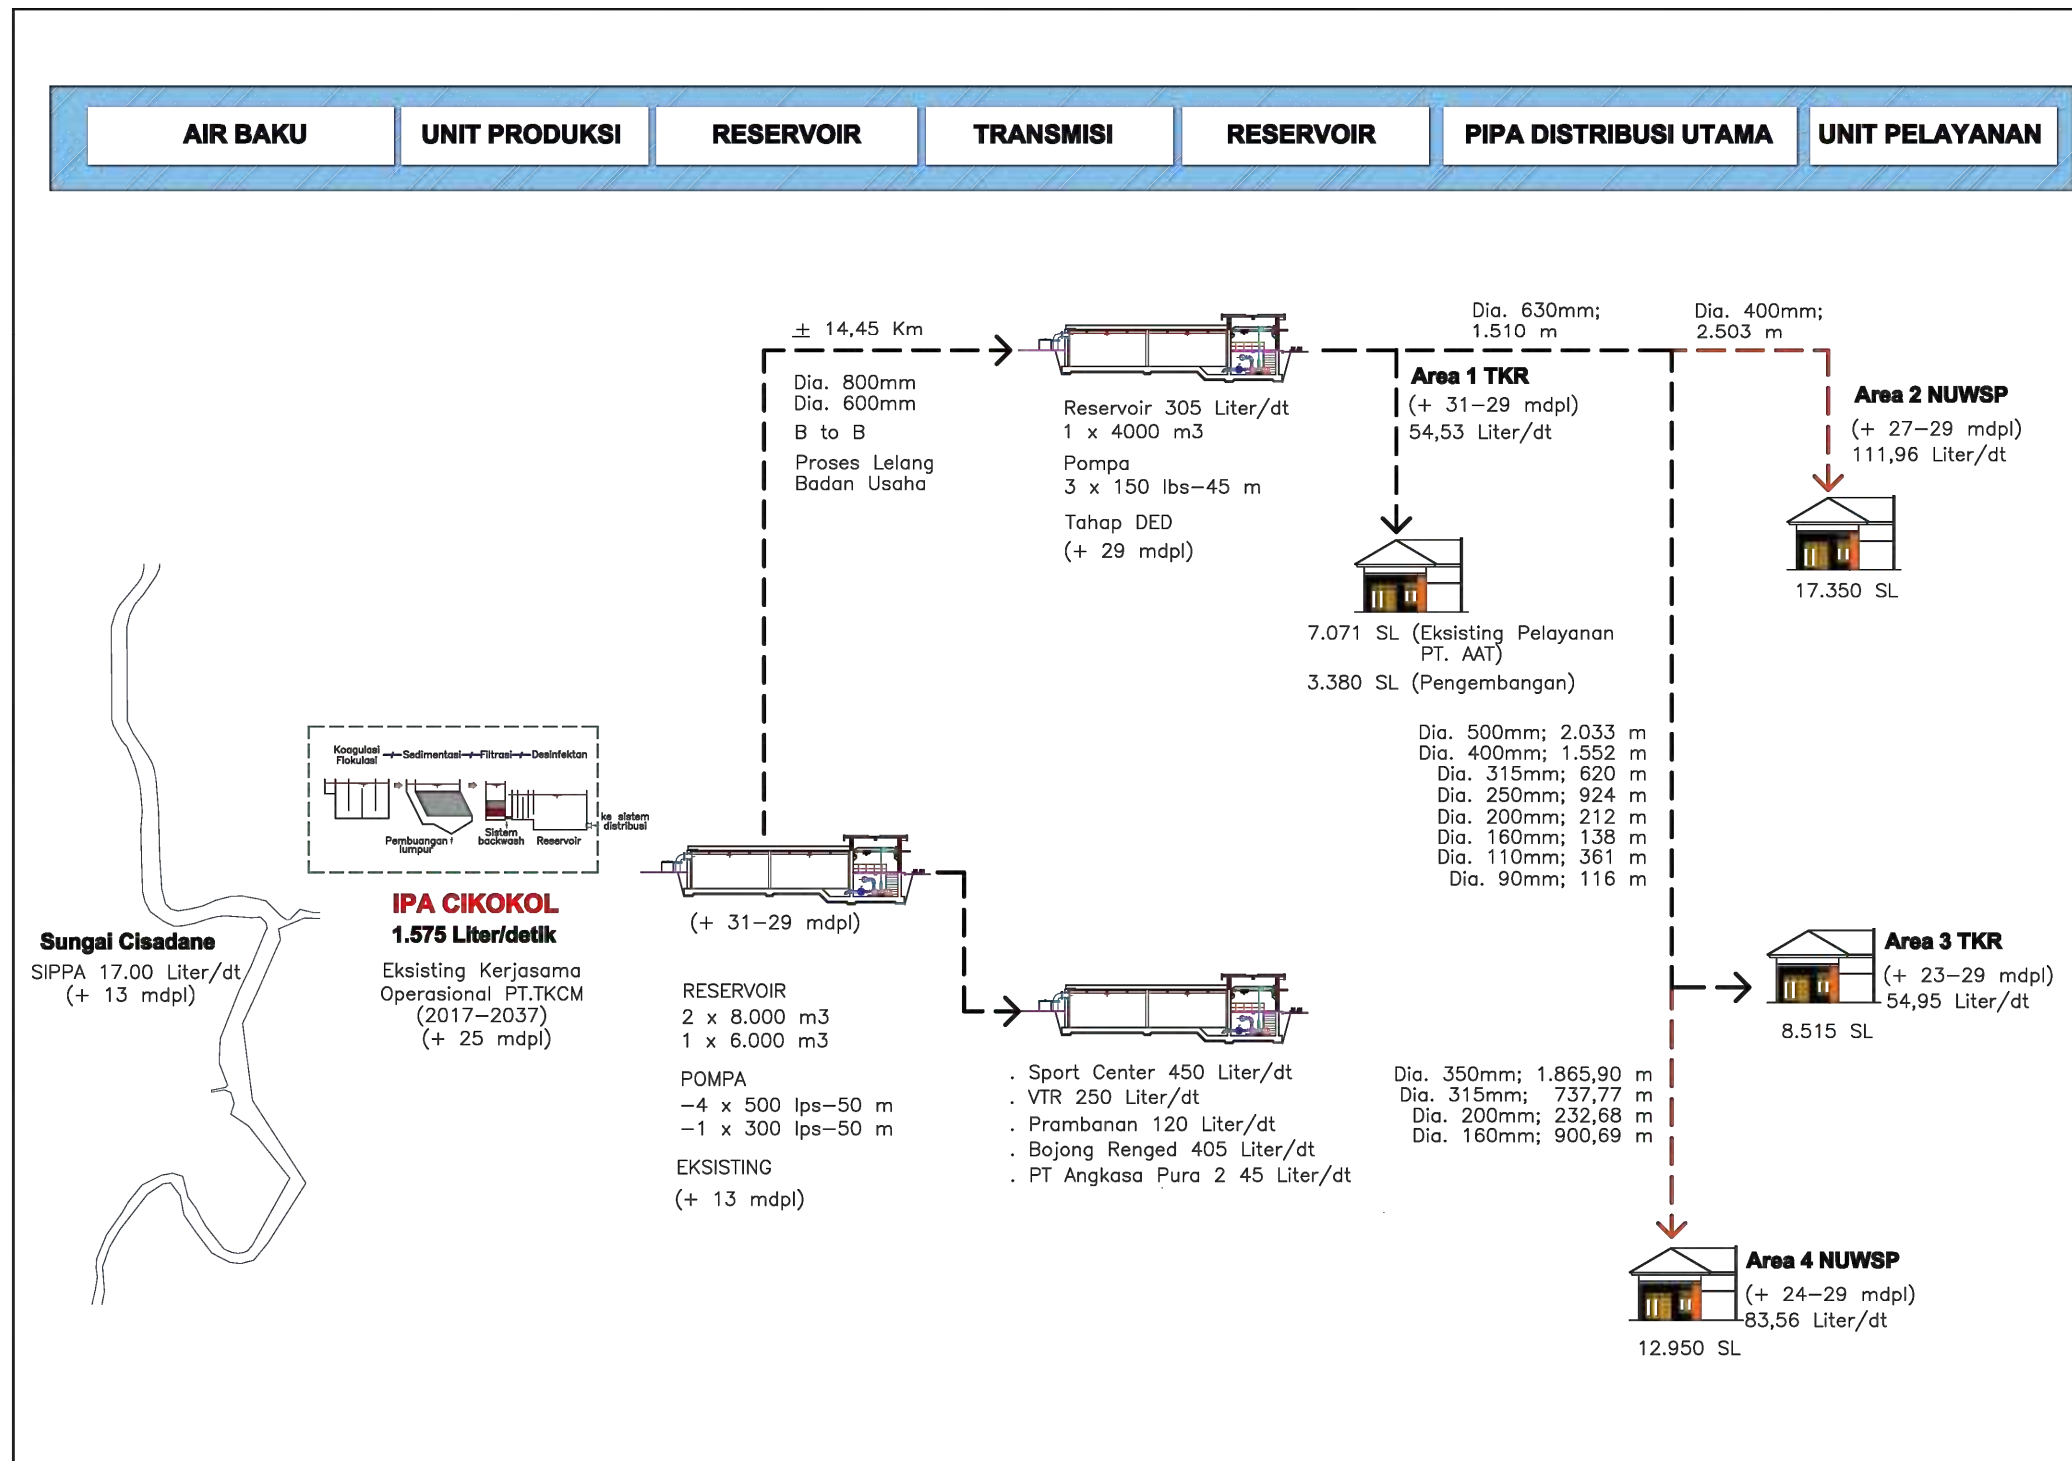 AIR BAKU
UNIT PRODUKSI
RESERVOIR
TRANSMISI
RESERVOIR
PIPA DISTRIBUSI UTAMA
UNIT PELAYANAN
Sungai Cisadane
SIPPA 17.00 Liter/dt
(+ 13 mdpl)
Koagulasi
Flokulasi
Sedimentasi
Filtrasi
Desinfektan
Pembuangan
lumpur
Sistem
backwash
Reservoir
ke sistem
distribusi
IPA CIKOKOL
1.575 Liter/detik
Eksisting Kerjasama
Operasional PT.TKCM
(2017-2037)
(+ 25 mdpl)
(+ 31-29 mdpl)
RESERVOIR
2 x 8.000 m3
1 x 6.000 m3
POMPA
-4 x 500 lps-50 m
-1 x 300 lps-50 m
EKSISTING
(+ 13 mdpl)
± 14,45 Km
Dia. 800mm
Dia. 600mm
B to B
Proses Lelang
Badan Usaha
Reservoir 305 Liter/dt
1 x 4000 m3
Pompa
3 x 150 lbs-45 m
Tahap DED
(+ 29 mdpl)
. Sport Center 450 Liter/dt
. VTR 250 Liter/dt
. Prambanan 120 Liter/dt
. Bojong Renged 405 Liter/dt
. PT Angkasa Pura 2 45 Liter/dt
Area 1 TKR
(+ 31-29 mdpl)
54,53 Liter/dt
7.071 SL (Eksisting Pelayanan
PT. AAT)
3.380 SL (Pengembangan)
Dia. 630mm;
1.510 m
Dia. 400mm;
2.503 m
Area 2 NUWSP
(+ 27-29 mdpl)
111,96 Liter/dt
17.350 SL
Dia. 500mm; 2.033 m
Dia. 400mm; 1.552 m
Dia. 315mm; 620 m
Dia. 250mm; 924 m
Dia. 200mm; 212 m
Dia. 160mm; 138 m
Dia. 110mm; 361 m
Dia. 90mm; 116 m
Area 3 TKR
(+ 23-29 mdpl)
54,95 Liter/dt
8.515 SL
Dia. 350mm; 1.865,90 m
Dia. 315mm; 737,77 m
Dia. 200mm; 232,68 m
Dia. 160mm; 900,69 m
Area 4 NUWSP
(+ 24-29 mdpl)
83,56 Liter/dt
12.950 SL